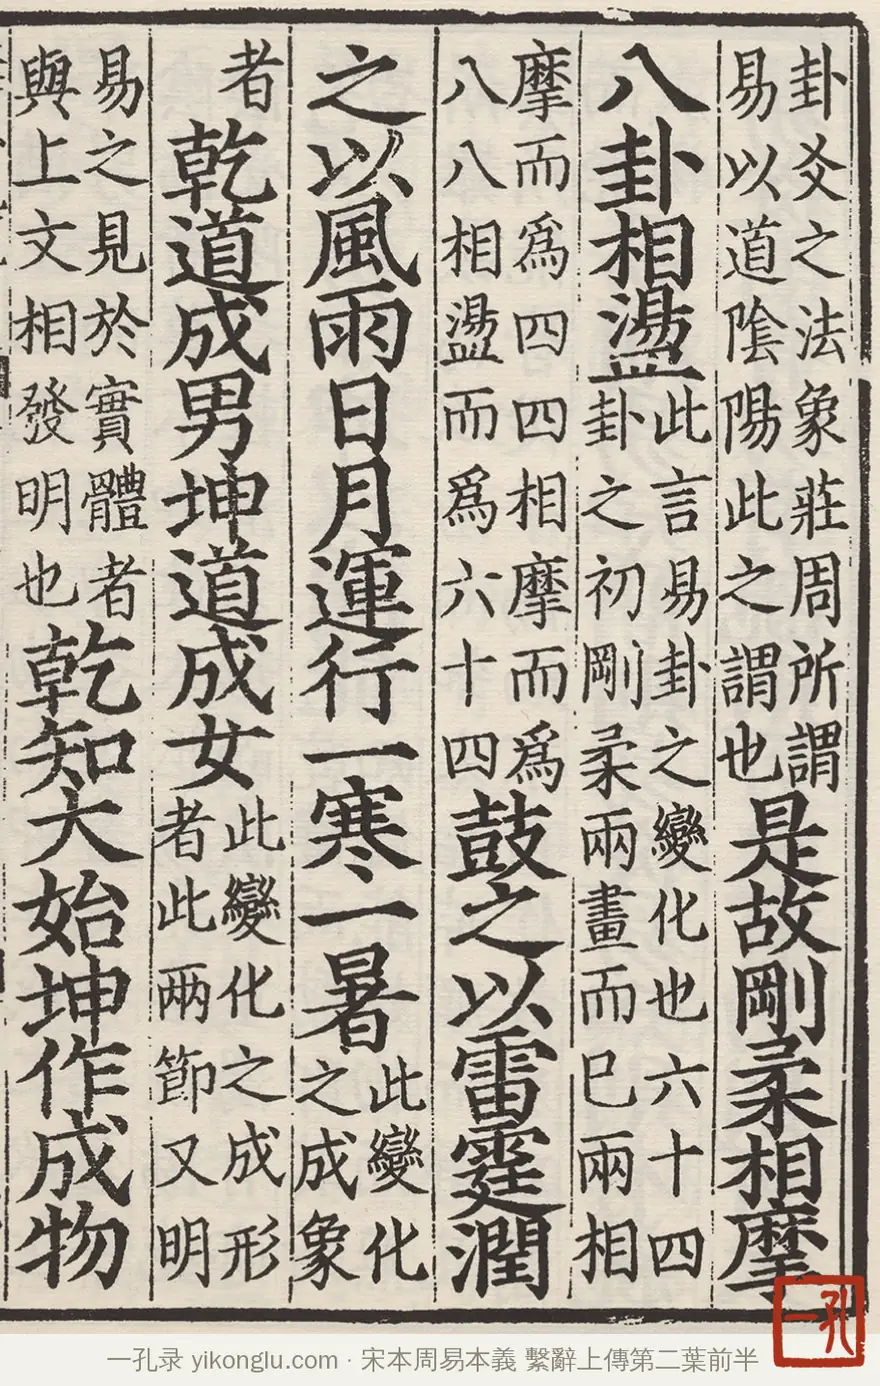 卦爻之法象莊周所謂易以道隂陽此之謂也是故剛柔相摩
八卦相盪此言易卦之變化也六十四卦之初剛柔兩畫而巳兩相
摩而爲四四相摩而爲八八相盪而爲六十四鼓之以雷霆潤
之以風雨日月運行一寒一暑此變化之成象
者乾道成男坤道成女此變化之成形者此兩節又明
易之見於實體者與上文相發明也乾知大始坤作成物
一孔
一孔录 yikonglu.com · 宋本周易本義 繫辭上傳第二葉前半